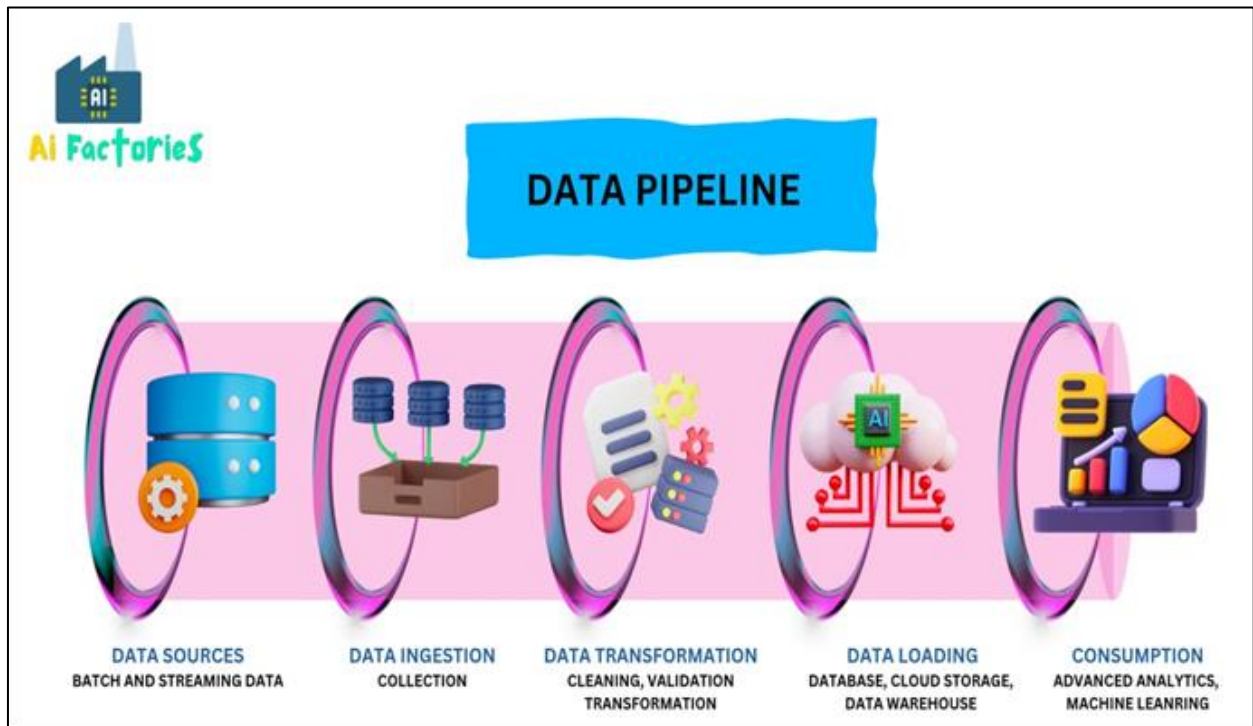 AI
Ai FactorieS
DATA PIPELINE
AI
DATA SOURCES
BATCH AND STREAMING DATA
DATA INGESTION
COLLECTION
DATA TRANSFORMATION
CLEANING, VALIDATION
TRANSFORMATION
DATA LOADING
DATABASE, CLOUD STORAGE,
DATA WAREHOUSE
CONSUMPTION
ADVANCED ANALYTICS,
MACHINE LEANRING